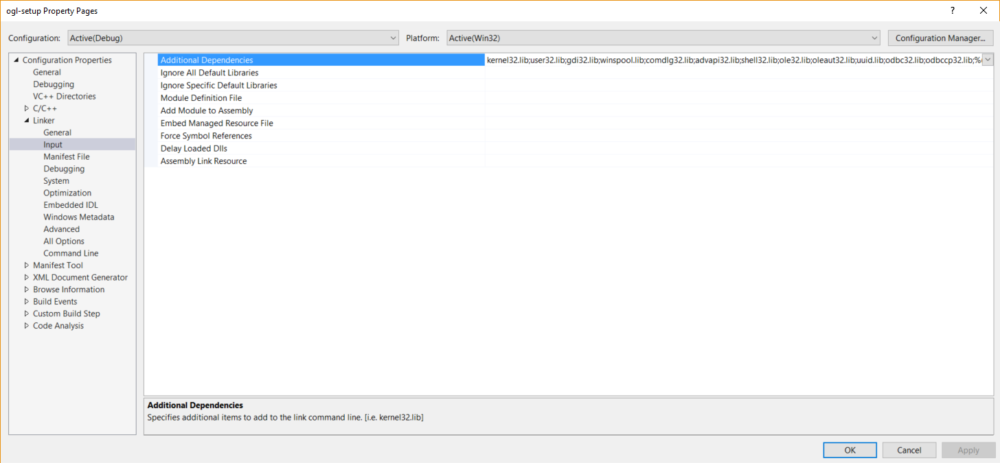 ogl-setup Property Pages
?
Configuration: Active(Debug) Platform: Active(Win32) Configuration Manager...
Configuration Properties
General
Debugging
VC++ Directories
C/C++
Linker
General
Input
Manifest File
Debugging
System
Optimization
Embedded IDL
Windows Metadata
Advanced
All Options
Command Line
Manifest Tool
XML Document Generator
Browse Information
Build Events
Custom Build Step
Code Analysis
Additional Dependencies kernel32.lib;user32.lib;gdi32.lib;winspool.lib;comdlg32.lib;advapi32.lib;shell32.lib;ole32.lib;oleaut32.lib;uuid.lib;odbc32.lib;odbccp32.lib;%
Ignore All Default Libraries
Ignore Specific Default Libraries
Module Definition File
Add Module to Assembly
Embed Managed Resource File
Force Symbol References
Delay Loaded Dlls
Assembly Link Resource
Additional Dependencies
Specifies additional items to add to the link command line. [i.e. kernel32.lib]
OK Cancel Apply